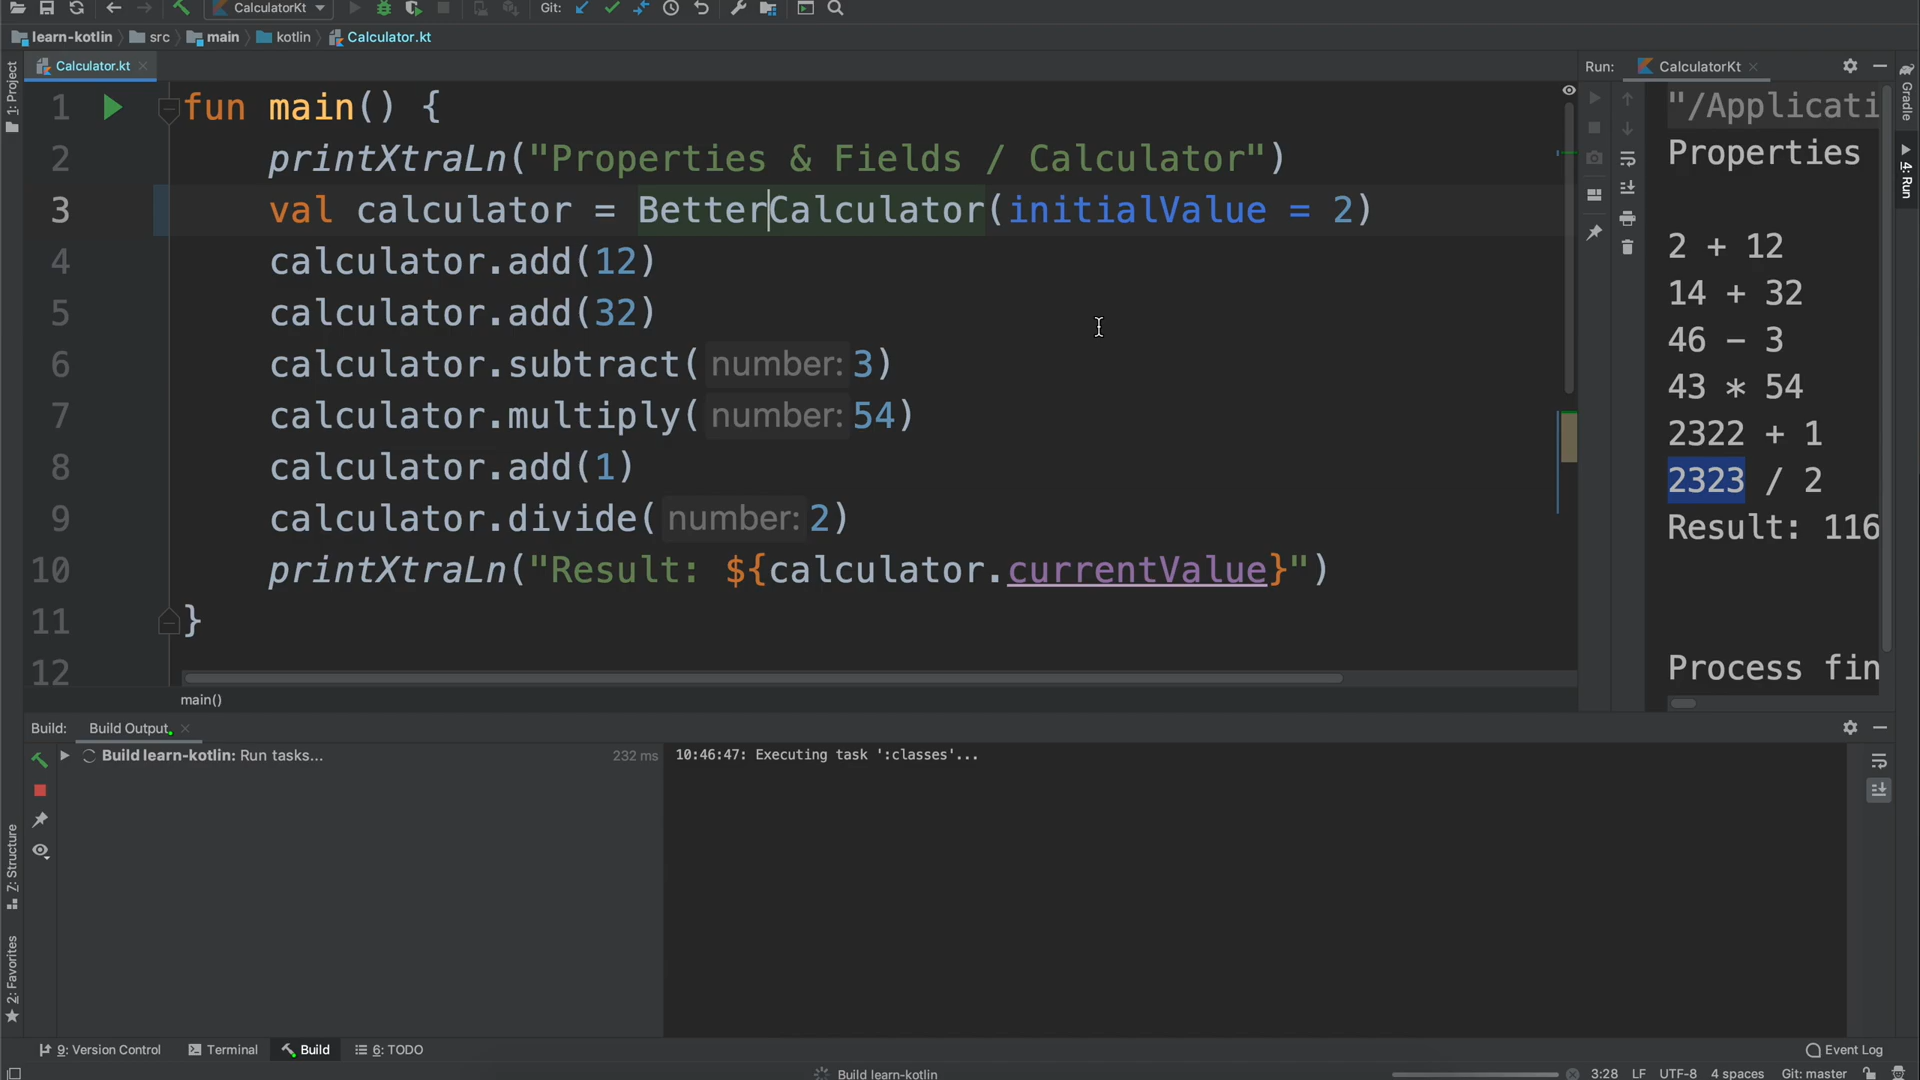 CalculatorKt
Git:
learn-kotlin
src
main
kotlin
Calculator.kt
1: Project
Calculator.kt
1 fun main() {
2 printXtraLn("Properties & Fields / Calculator")
3 val calculator = BetterCalculator(initialValue = 2)
4 calculator.add(12)
5 calculator.add(32)
6 calculator.subtract( number: 3)
7 calculator.multiply( number: 54)
8 calculator.add(1)
9 calculator.divide( number: 2)
10 printXtraLn("Result: ${calculator.currentValue}")
11 }
12
main()
Run: CalculatorKt
"/Applicati
Properties
2 + 12
14 + 32
46 − 3
43 * 54
2322 + 1
2323 / 2
Result: 116
Process fin
Gradle
4: Run
Build: Build Output
Build learn-kotlin: Run tasks... 232 ms
10:46:47: Executing task ':classes'...
Z: Structure
2: Favorites
9: Version Control
Terminal
Build
6: TODO
Event Log
Build learn-kotlin
3:28 LF UTF-8 4 spaces Git: master